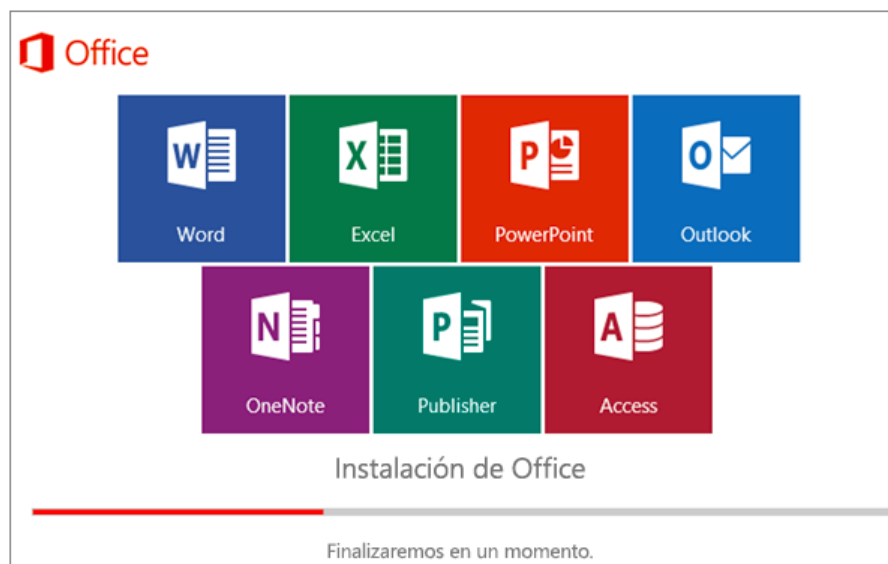 Office
W X P O
Word Excel PowerPoint Outlook
N P A
OneNote Publisher Access
Instalación de Office
Finalizaremos en un momento.